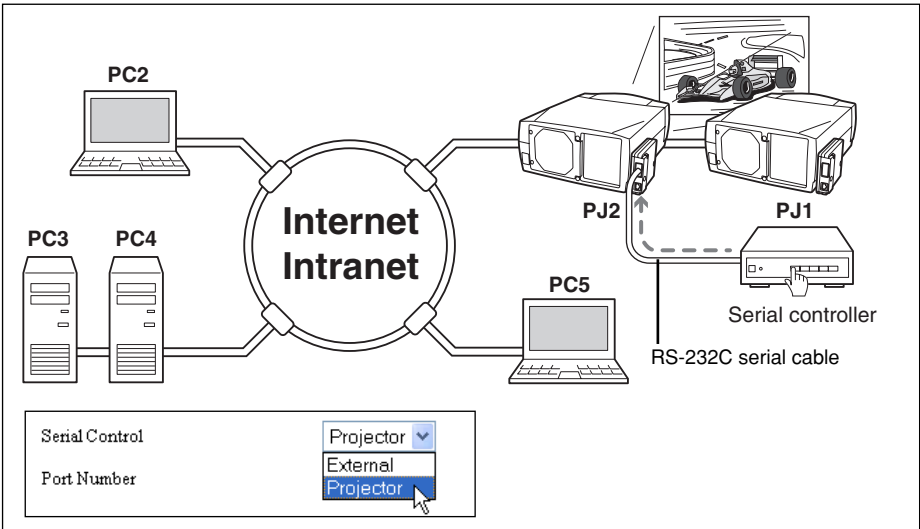 PC2
PJ2
PJ1
Internet
Intranet
PC3
PC4
PC5
Serial controller
RS-232C serial cable
Serial Control
Projector
External
Port Number
Projector